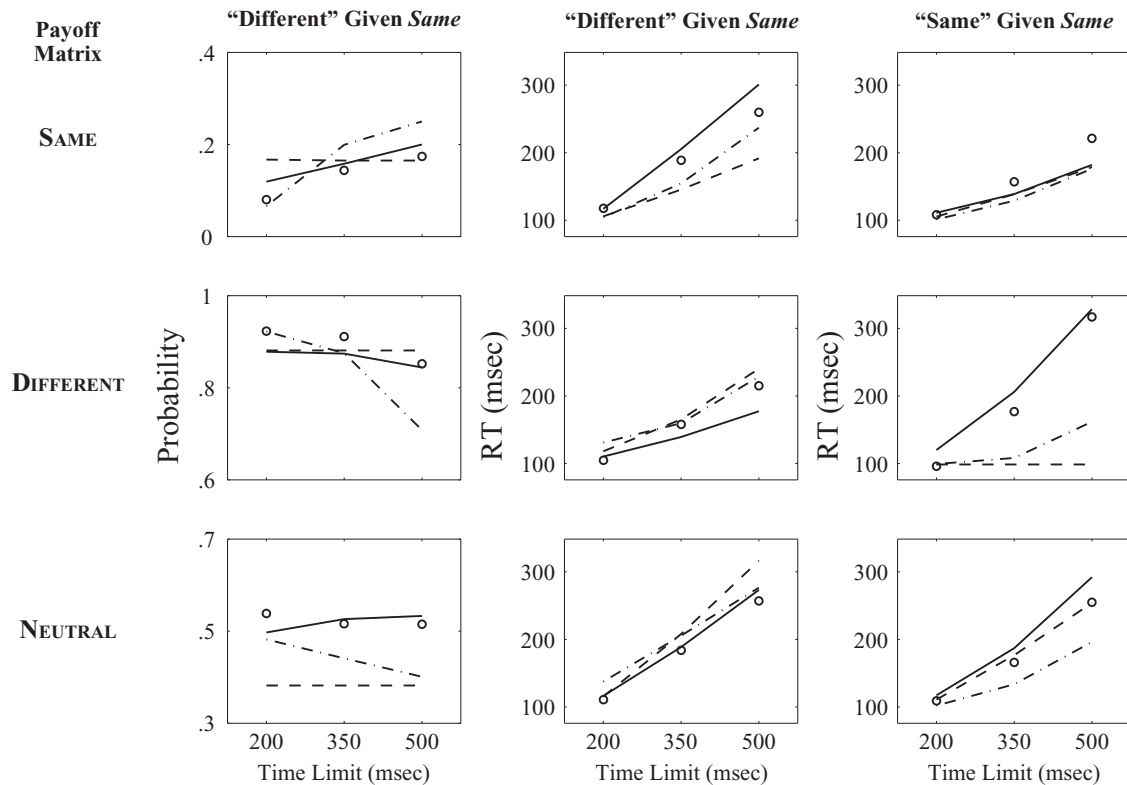 Payoff
Matrix
“Different” Given Same
“Different” Given Same
“Same” Given Same
SAME
.4
.2
0
300
200
100
300
200
100
DIFFERENT
Probability
1
.8
.6
RT (msec)
300
200
100
RT (msec)
300
200
100
NEUTRAL
.7
.5
.3
300
200
100
300
200
100
200 350 500
200 350 500
200 350 500
Time Limit (msec)
Time Limit (msec)
Time Limit (msec)